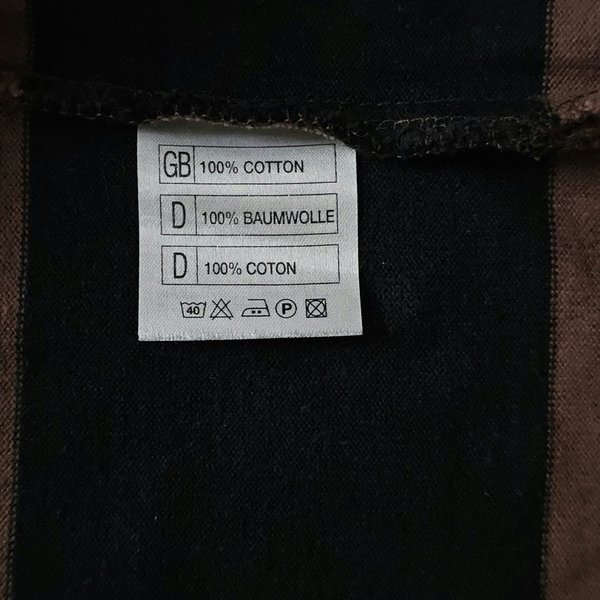 GB 100% COTTON
D 100% BAUMWOLLE
D 100% COTON
40 P